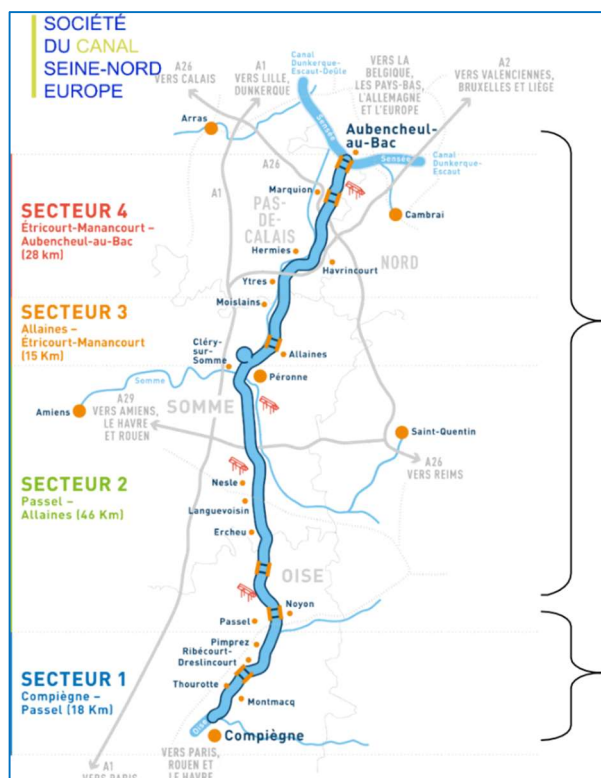 SOCIÉTÉ
DU CANAL
SEINE-NORD
EUROPE
A26
VERS CALAIS
A1
VERS LILLE,
DUNKERQUE
Canal
Dunkerque-
Escaut-Deûle
VERS LA
BELGIQUE,
LES PAYS-BAS,
L'ALLEMAGNE
ET L'EUROPE
A2
VERS VALENCIENNES,
BRUXELLES ET LIÈGE
Arras
Sensée
Aubencheul-
au-Bac
Sensée
Canal
Dunkerque-
Escaut
A26
A1
Marquion
PAS-
DE-
CALAIS
Cambrai
SECTEUR 4
Étricourt-Manancourt –
Aubencheul-au-Bac
(28 km)
Hermies
NORD
Havrincourt
Ytres
Moislains
SECTEUR 3
Allaines –
Étricourt-Manancourt
(15 Km)
Cléry-
sur-
Somme
Allaines
Péronne
Somme
Amiens
A29
VERS AMIENS,
LE HAVRE
ET ROUEN
SOMME
Saint-Quentin
A26
VERS REIMS
SECTEUR 2
Passel –
Allaines (46 Km)
Nesle
Languevoisin
Ercheu
OISE
Noyon
Passel
Pimprez
Ribécourt-
Dreslincourt
SECTEUR 1
Compiègne –
Passel (18 Km)
Thourotte
Montmacq
Oise
Compiègne
VERS PARIS,
ROUEN ET
LE HAVRE
A1
VERS PARIS